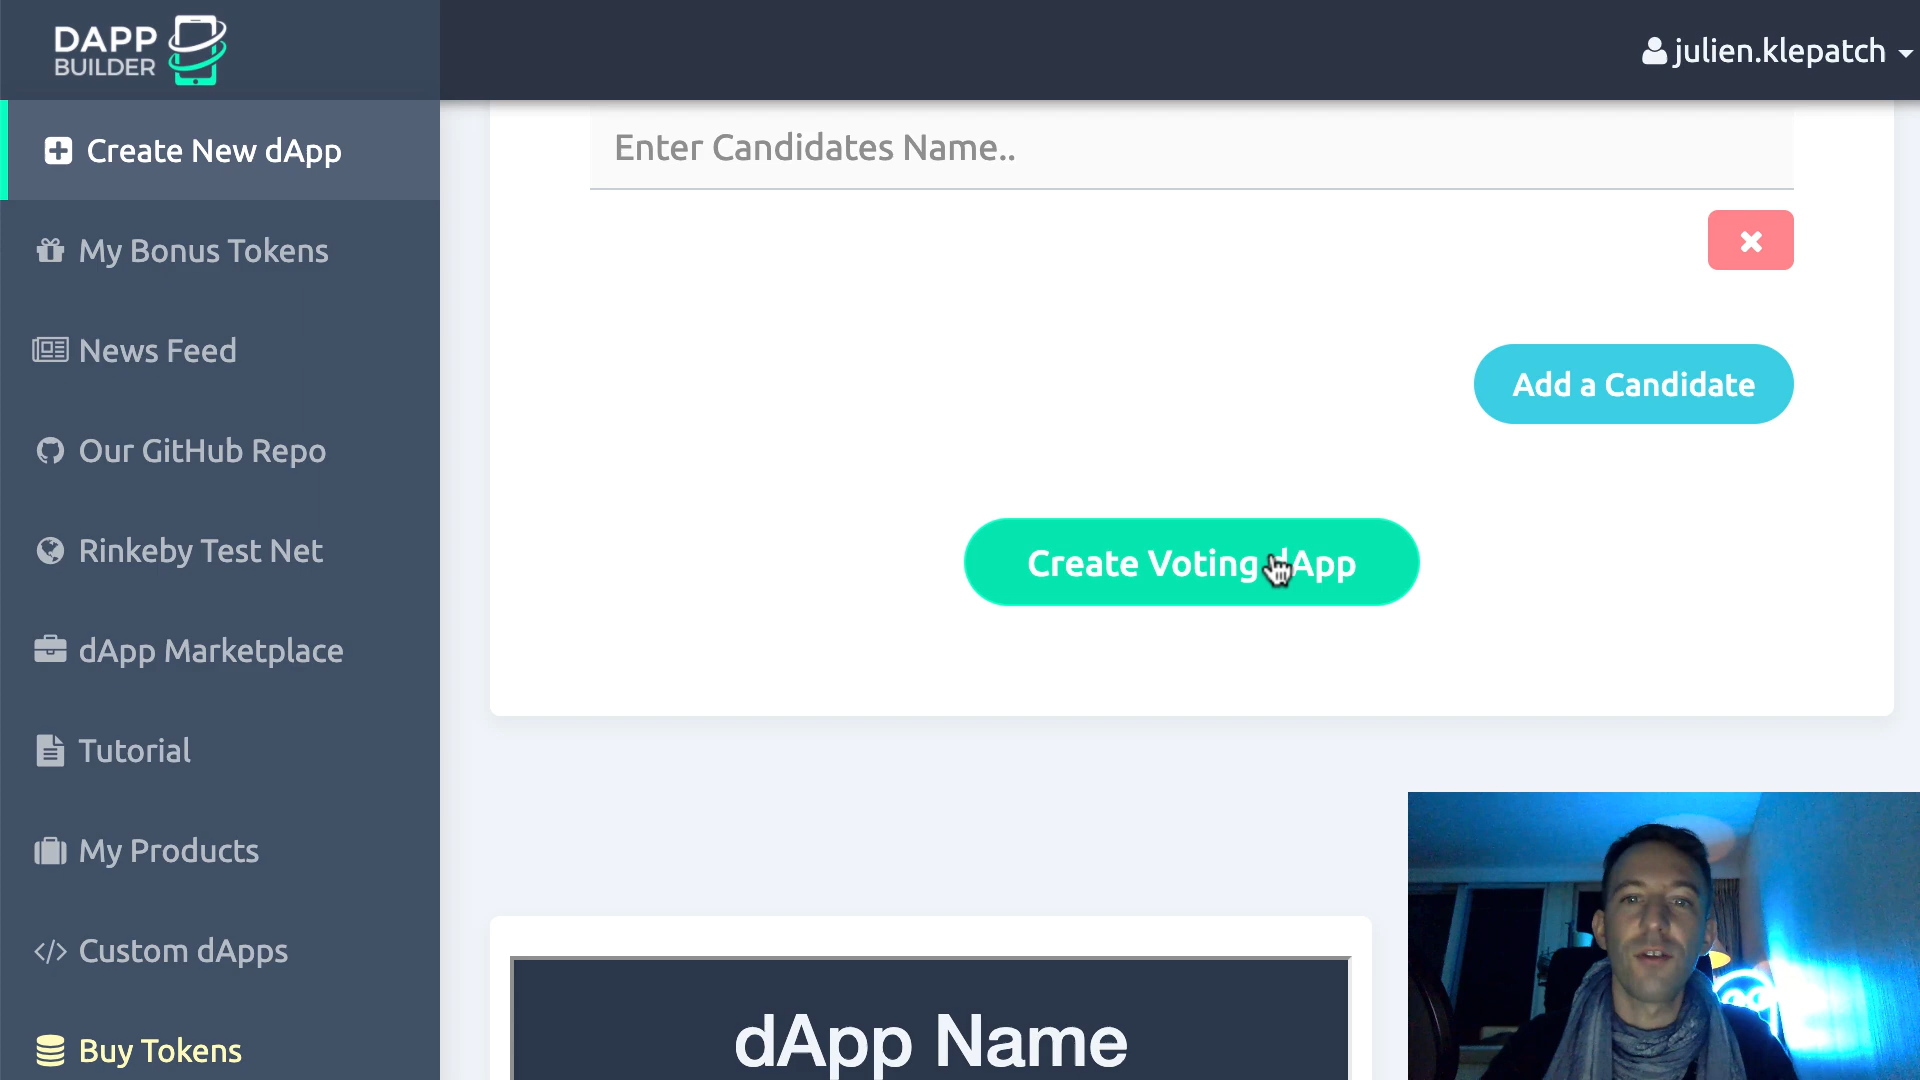 DAPP
BUILDER
julien.klepatch
Create New dApp
My Bonus Tokens
News Feed
Our GitHub Repo
Rinkeby Test Net
dApp Marketplace
Tutorial
My Products
Custom dApps
Buy Tokens
Enter Candidates Name..
Add a Candidate
Create Voting dApp
dApp Name